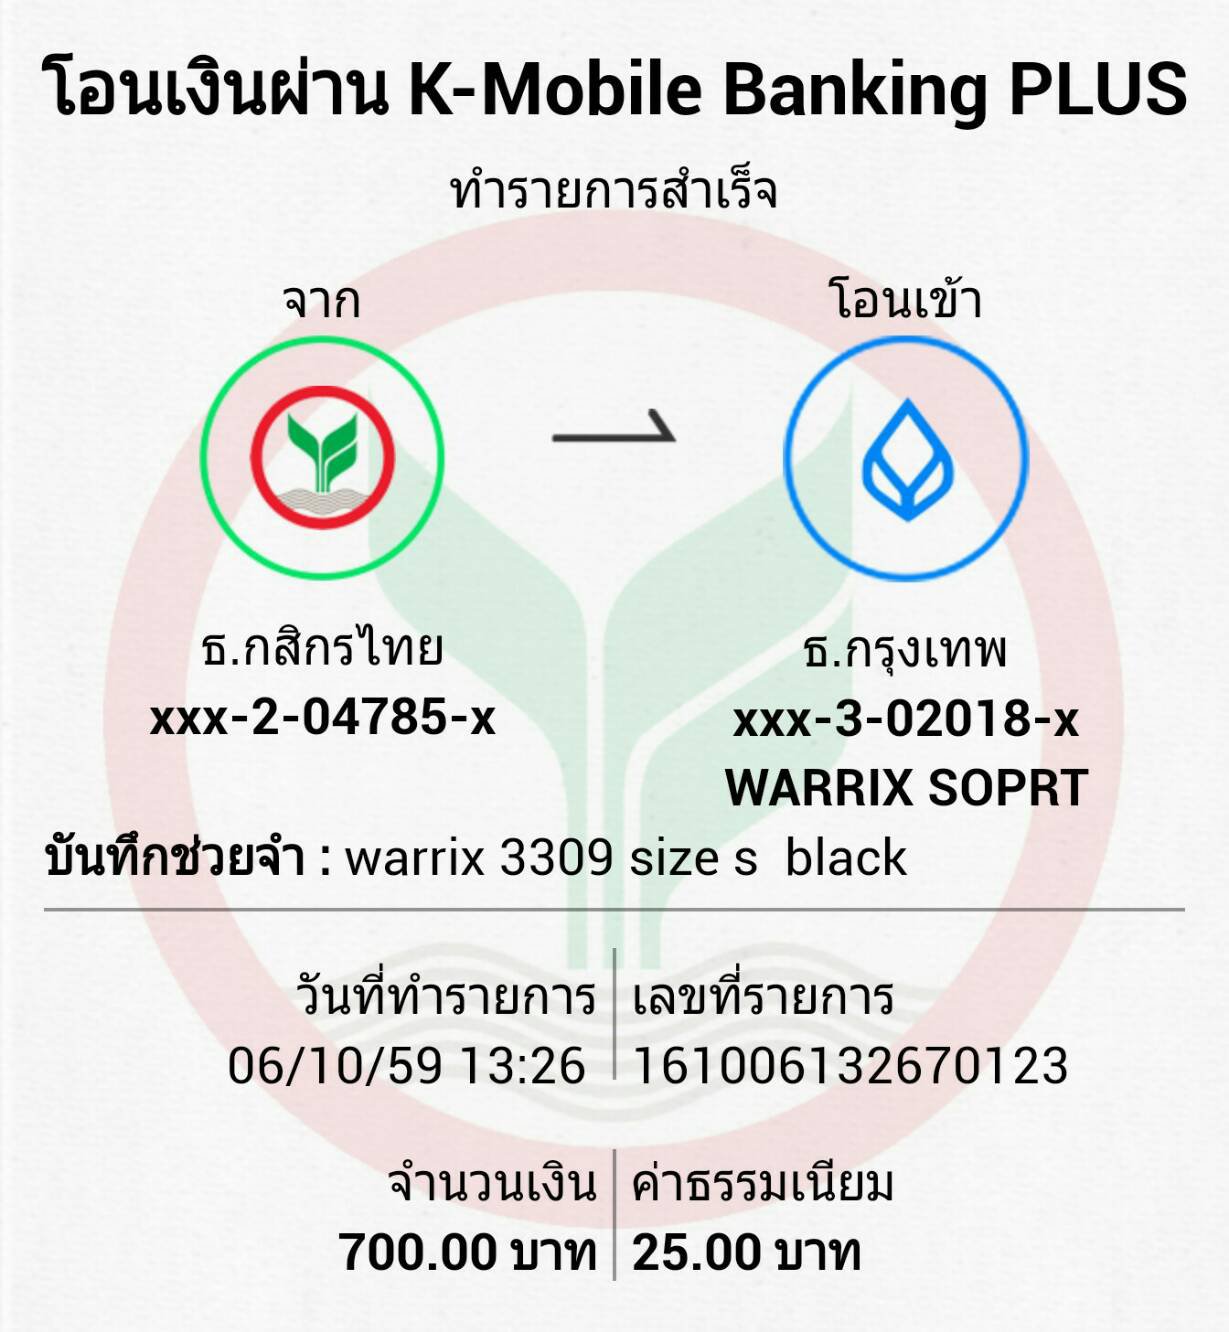 โอนเงินผ่าน K-Mobile Banking PLUS
ทำรายการสำเร็จ
จาก
โอนเข้า
ธ.กสิกรไทย
xxx-2-04785-x
ธ.กรุงเทพ
xxx-3-02018-x
WARRIX SOPRT
บันทึกช่วยจำ : warrix 3309 size s  black
วันที่ทำรายการ
06/10/59 13:26
เลขที่รายการ
161006132670123
จำนวนเงิน
700.00 บาท
ค่าธรรมเนียม
25.00 บาท